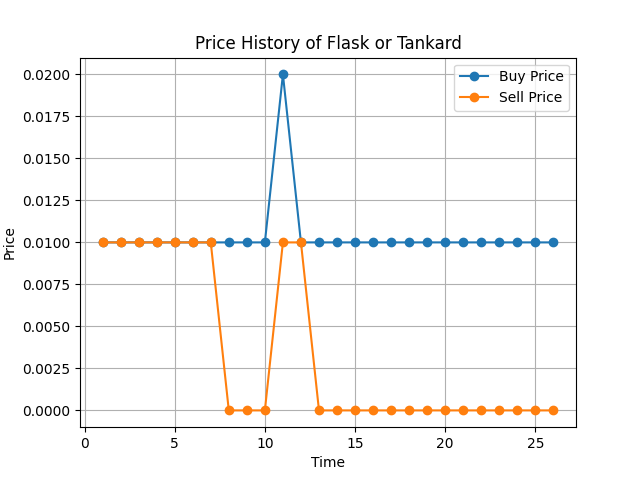 Price History of Flask or Tankard
Buy Price
Sell Price
0.0200
0.0175
0.0150
0.0125
0.0100
0.0075
0.0050
0.0025
0.0000
Price
0 5 10 15 20 25
Time